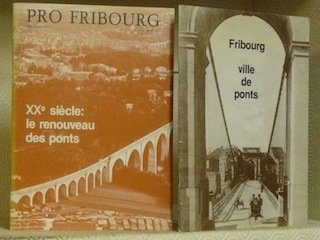 PRO FRIBOURG
XXe siècle:
le renouveau
des ponts
Fribourg
ville
de
ponts